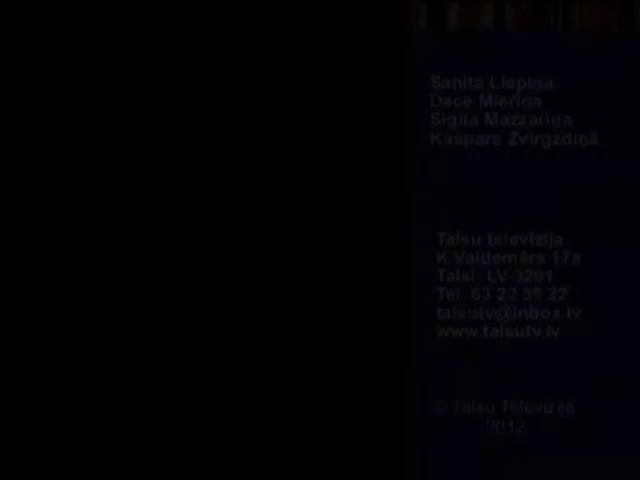 Sanita Liepiņa
Dace Mieriņa
Sigita Mazzariņa
Kaspars Zvirgzdiņš
Talsu televīzija
K Valdemārs 17a
Talsi LV-3201
Tel. 63 22 55 22
talsutv@inbox.lv
www.talsutv.lv
© Talsu Televīzija
2012